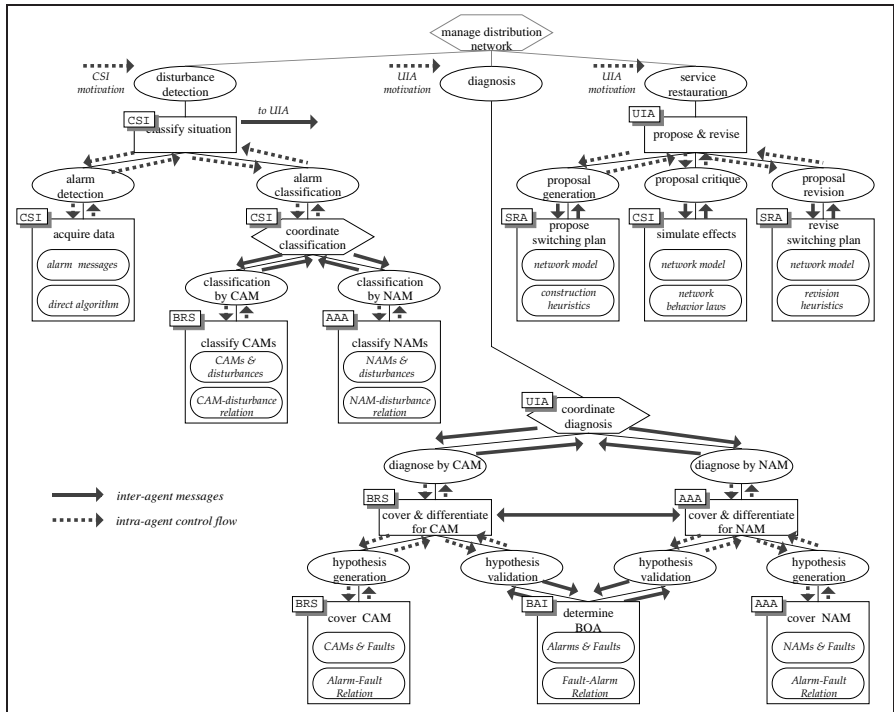 manage distribution
network
CSI
motivation
disturbance
detection
UIA
motivation
diagnosis
UIA
motivation
service
restauration
CSI
classify situation
to UIA
UIA
propose & revise
alarm
detection
alarm
classification
proposal
generation
proposal critique
proposal
revision
CSI
acquire data
alarm messages
direct algorithm
CSI
coordinate
classification
SRA
propose
switching plan
network model
construction
heuristics
CSI
simulate effects
network model
network
behavior laws
SRA
revise
switching plan
network model
revision
heuristics
classification
by CAM
classification
by NAM
BRS
classify CAMs
CAMs &
disturbances
CAM-disturbance
relation
AAA
classify NAMs
NAMs &
disturbances
NAM-disturbance
relation
UIA
coordinate
diagnosis
diagnose by CAM
diagnose by NAM
inter-agent messages
intra-agent control flow
BRS
cover & differentiate
for CAM
AAA
cover & differentiate
for NAM
hypothesis
generation
hypothesis
validation
hypothesis
validation
hypothesis
generation
BRS
cover CAM
CAMs & Faults
Alarm-Fault
Relation
BAI
determine
BOA
Alarms & Faults
Fault-Alarm
Relation
AAA
cover NAM
NAMs & Faults
Alarm-Fault
Relation